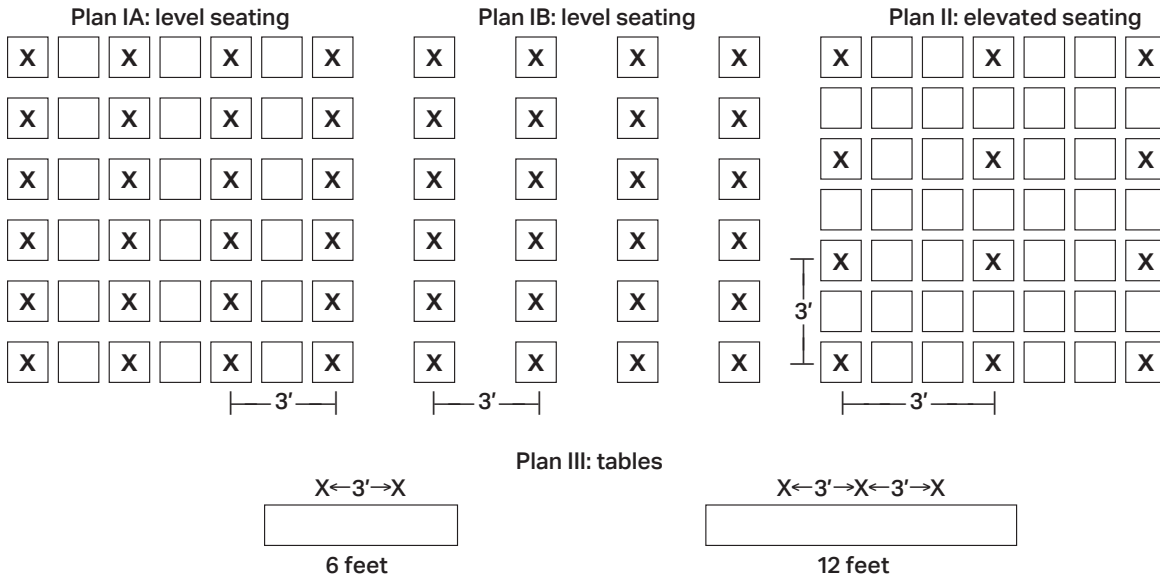 Plan IA: level seating Plan IB: level seating Plan II: elevated seating
X X X X X X X X X X X
X X X X X X X X
X X X X X X X X X X X
X X X X X X X X
X X X X X X X X X X X
3'
X X X X X X X X
X X X X X X X X X X X
3' 3' 3'
Plan III: tables
X←3'→X X←3'→X←3'→X
6 feet 12 feet